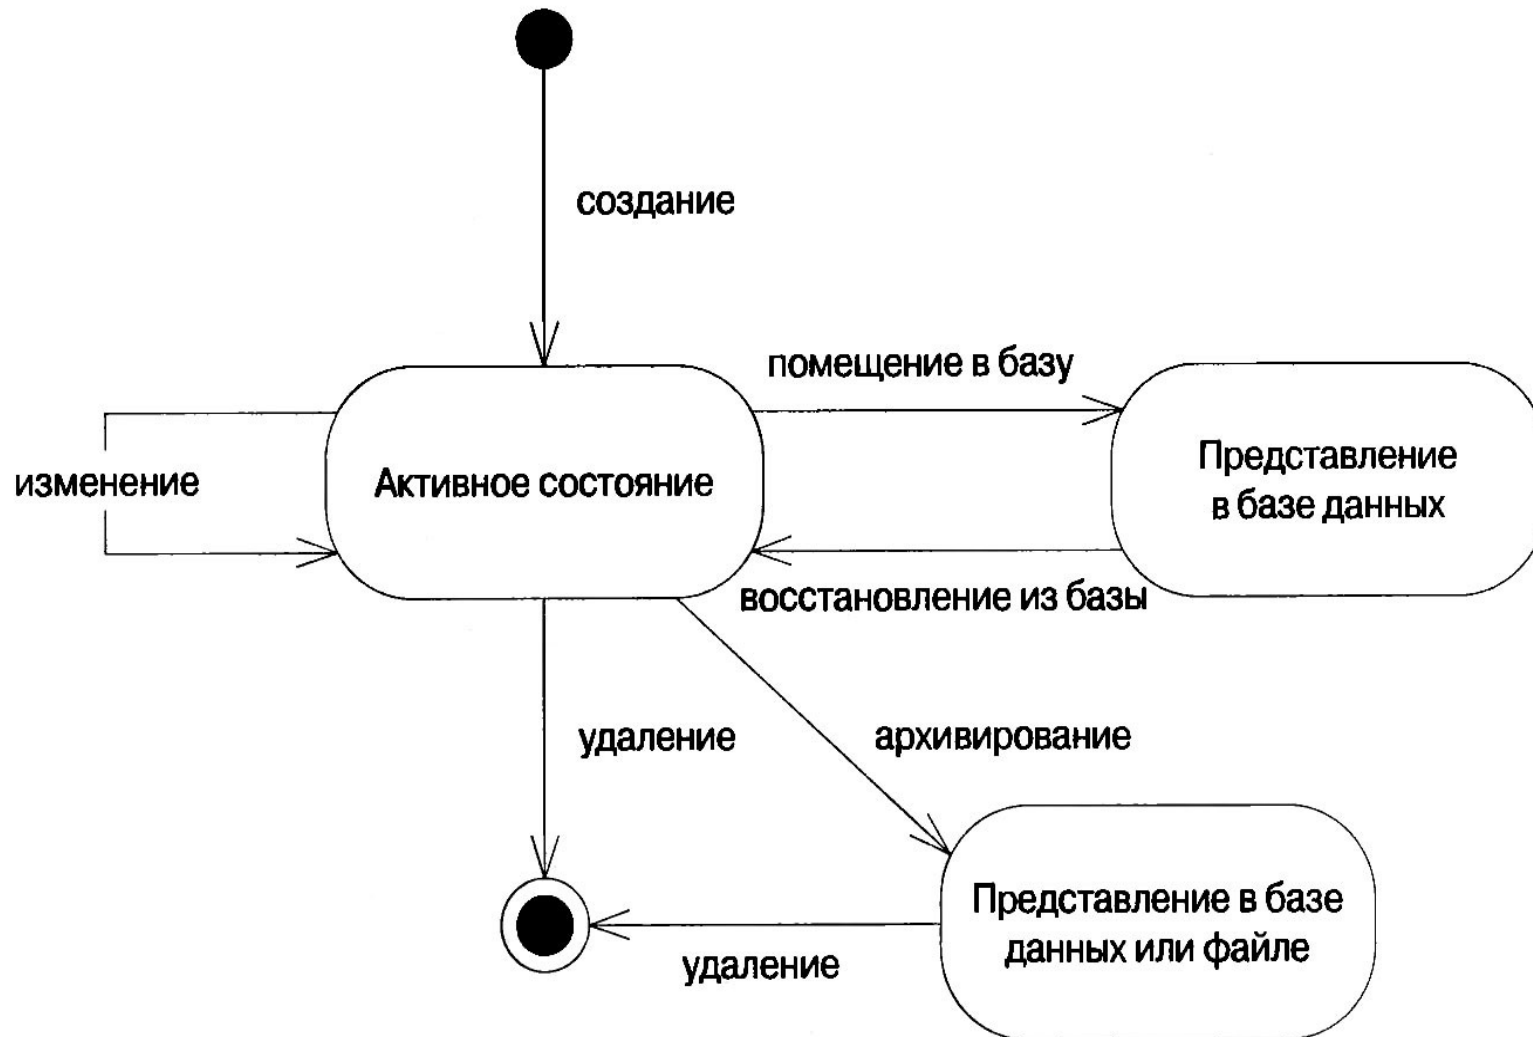 создание
помещение в базу
Представление
в базе данных
изменение
Активное состояние
восстановление из базы
удаление
архивирование
Представление в базе
данных или файле
удаление